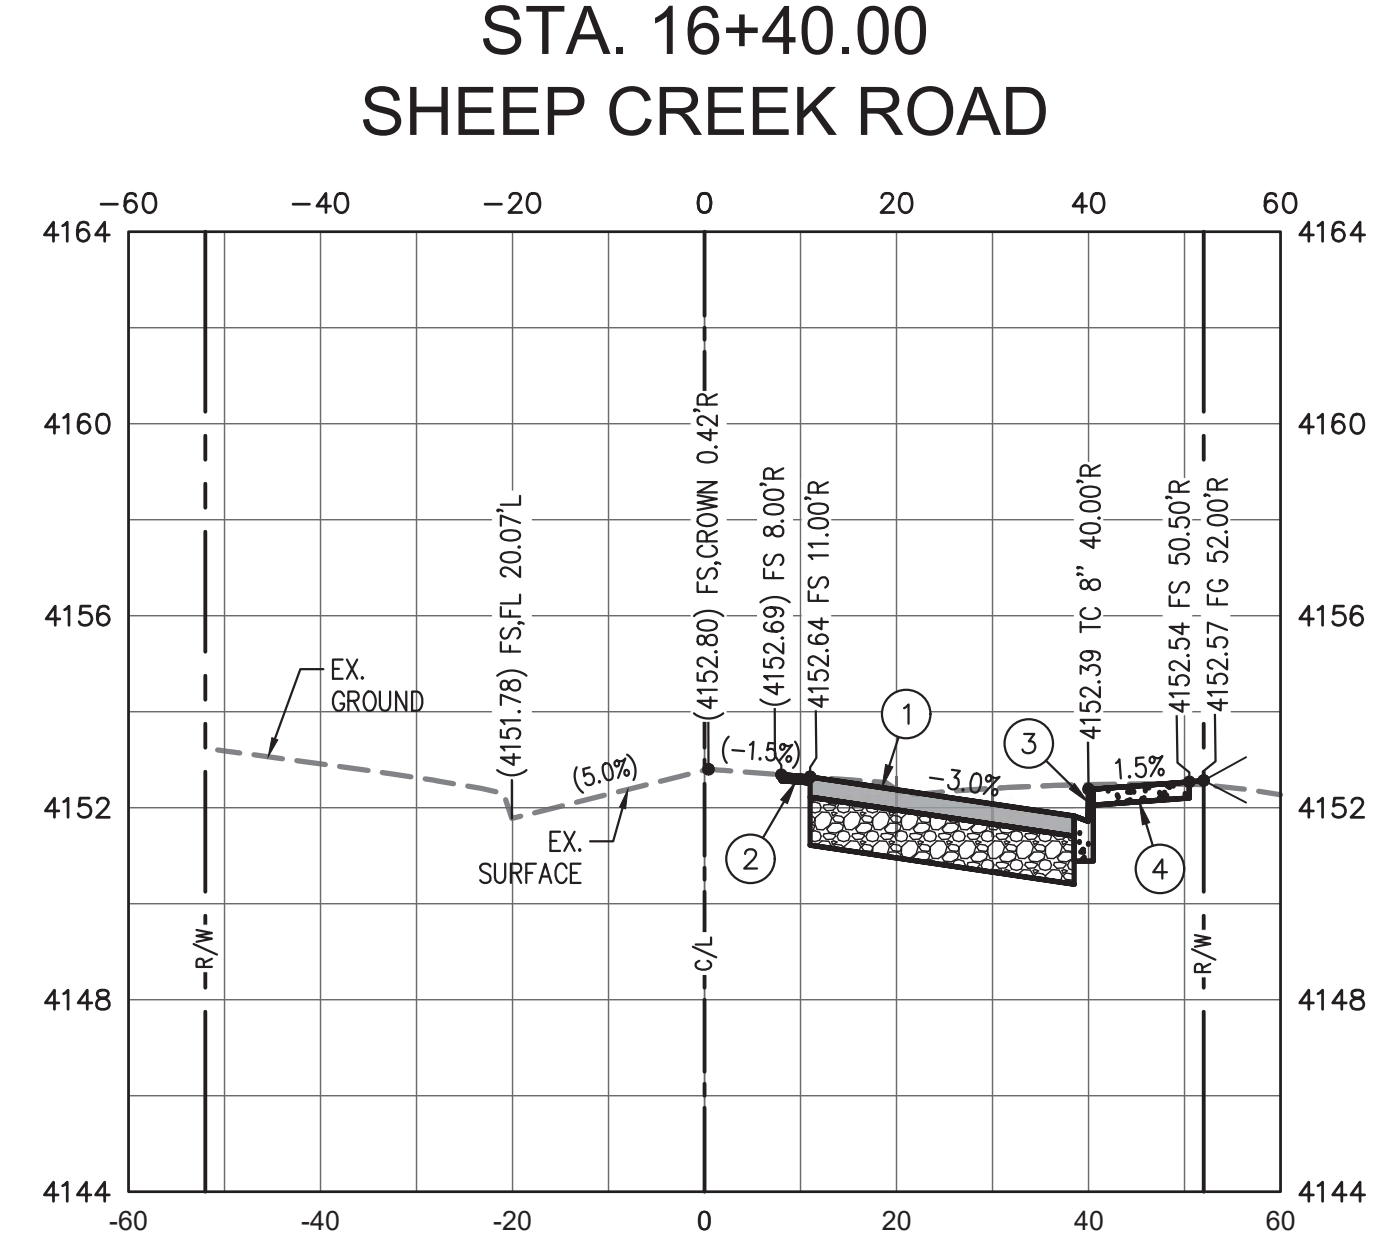 STA. 16+40.00
SHEEP CREEK ROAD
−60 −40 −20 0 20 40 60
4164 4164
4160 4160
4156 4156
4152 4152
4148 4148
4144 4144
(4151.78) FS,FL 20.07'L
(4152.80) FS,CROWN 0.42'R
(4152.69) FS 8.00'R
4152.64 FS 11.00'R
4152.39 TC 8" 40.00'R
4152.54 FS 50.50'R
4152.57 FG 52.00'R
EX.
GROUND
(5.0%)
(−1.5%)
−3.0%
1.5%
1
3
2
4
EX.
SURFACE
R/W
C/L
R/W
-60 -40 -20 0 20 40 60